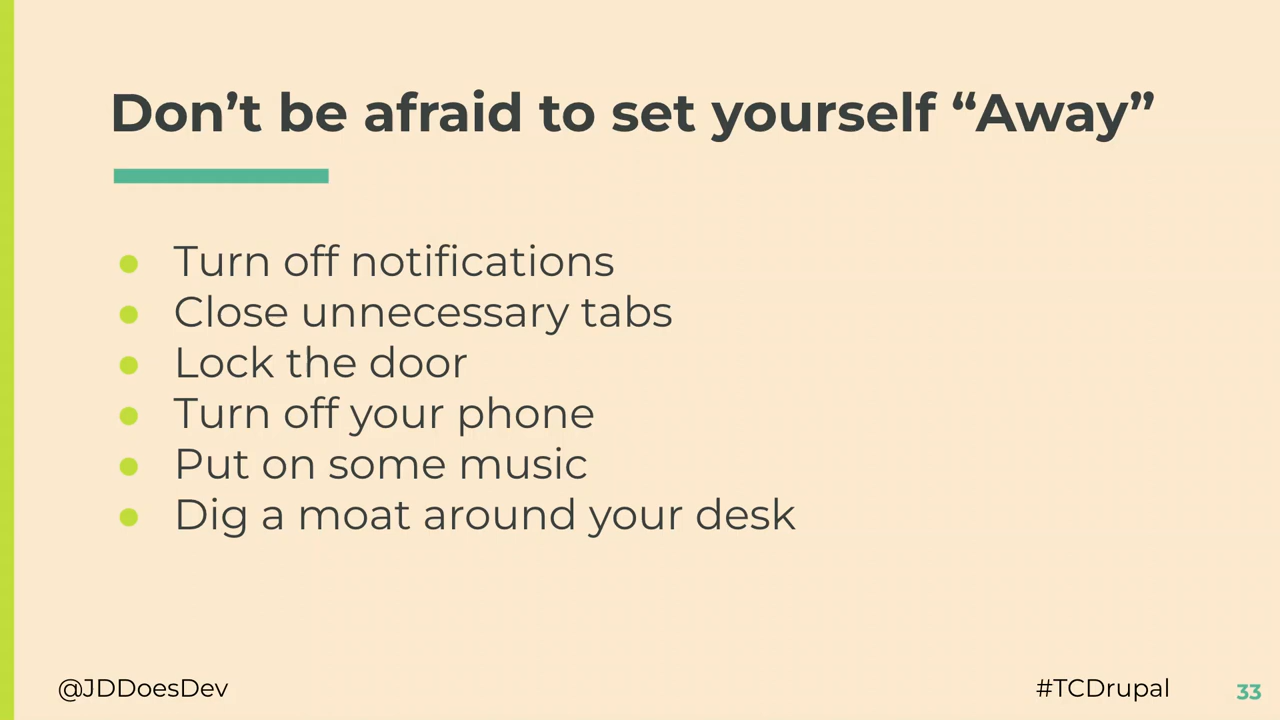 Don’t be afraid to set yourself “Away”
● Turn off notifications
● Close unnecessary tabs
● Lock the door
● Turn off your phone
● Put on some music
● Dig a moat around your desk
@JDDoesDev
#TCDrupal
33